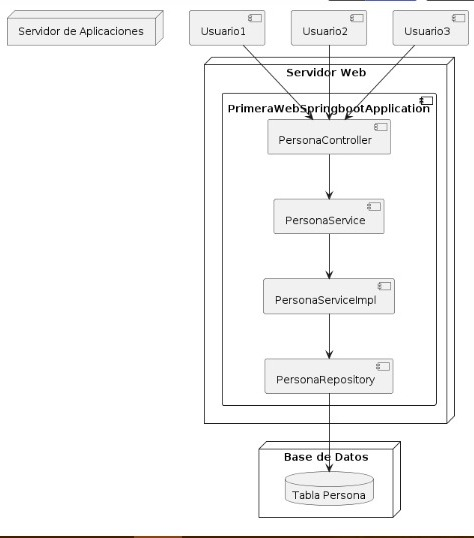 Servidor de Aplicaciones
Usuario1
Usuario2
Usuario3
Servidor Web
PrimeraWebSpringbootApplication
PersonaController
PersonaService
PersonaServiceImpl
PersonaRepository
Base de Datos
Tabla Persona